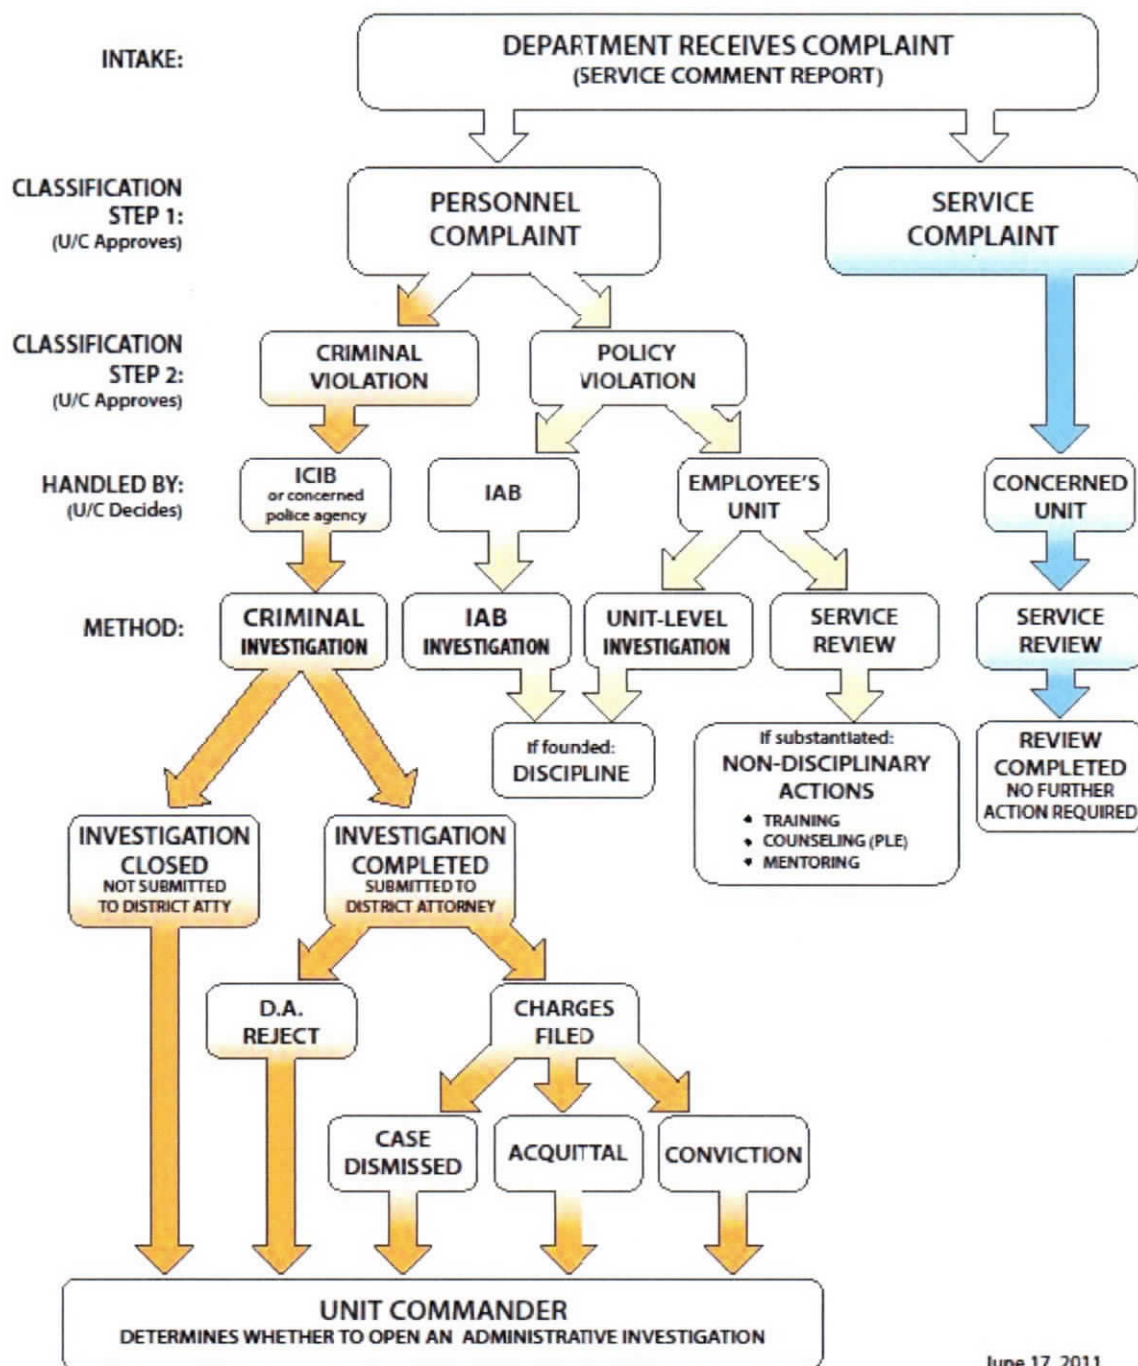 INTAKE:
DEPARTMENT RECEIVES COMPLAINT
(SERVICE COMMENT REPORT)
CLASSIFICATION
STEP 1:
(U/C Approves)
PERSONNEL
COMPLAINT
SERVICE
COMPLAINT
CLASSIFICATION
STEP 2:
(U/C Approves)
CRIMINAL
VIOLATION
POLICY
VIOLATION
HANDLED BY:
(U/C Decides)
ICIB
or concerned
police agency
IAB
EMPLOYEE'S
UNIT
CONCERNED
UNIT
METHOD:
CRIMINAL
INVESTIGATION
IAB
INVESTIGATION
UNIT-LEVEL
INVESTIGATION
SERVICE
REVIEW
SERVICE
REVIEW
If founded:
DISCIPLINE
If substantiated:
NON-DISCIPLINARY
ACTIONS
• TRAINING
• COUNSELING (PLE)
• MENTORING
REVIEW
COMPLETED
NO FURTHER
ACTION REQUIRED
INVESTIGATION
CLOSED
NOT SUBMITTED
TO DISTRICT ATTY
INVESTIGATION
COMPLETED
SUBMITTED TO
DISTRICT ATTORNEY
D.A.
REJECT
CHARGES
FILED
CASE
DISMISSED
ACQUITTAL
CONVICTION
UNIT COMMANDER
DETERMINES WHETHER TO OPEN AN ADMINISTRATIVE INVESTIGATION
June 17, 2011